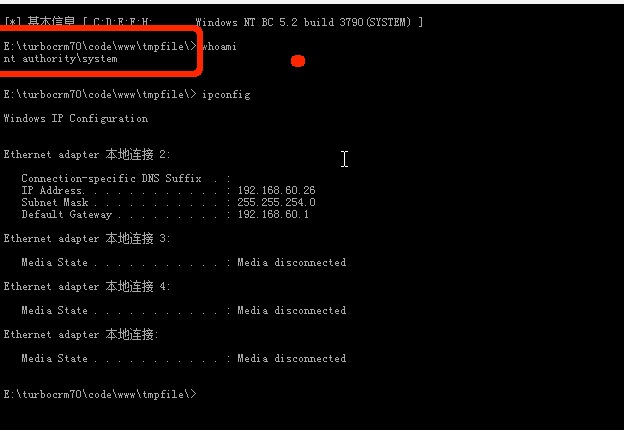 [*] 基本信息 [ C:D:E:F:H: Windows NT BC 5.2 build 3790(SYSTEM) ]
E:\turbocrm70\code\www\tmpfile\> whoami
nt authority\system
E:\turbocrm70\code\www\tmpfile\> ipconfig
Windows IP Configuration
Ethernet adapter 本地连接 2:
Connection-specific DNS Suffix . :
IP Address. . . . . . . . . . . . : 192.168.60.26
Subnet Mask . . . . . . . . . . . : 255.255.254.0
Default Gateway . . . . . . . . . : 192.168.60.1
Ethernet adapter 本地连接 3:
Media State . . . . . . . . . . . : Media disconnected
Ethernet adapter 本地连接 4:
Media State . . . . . . . . . . . : Media disconnected
Ethernet adapter 本地连接:
Media State . . . . . . . . . . . : Media disconnected
E:\turbocrm70\code\www\tmpfile\>